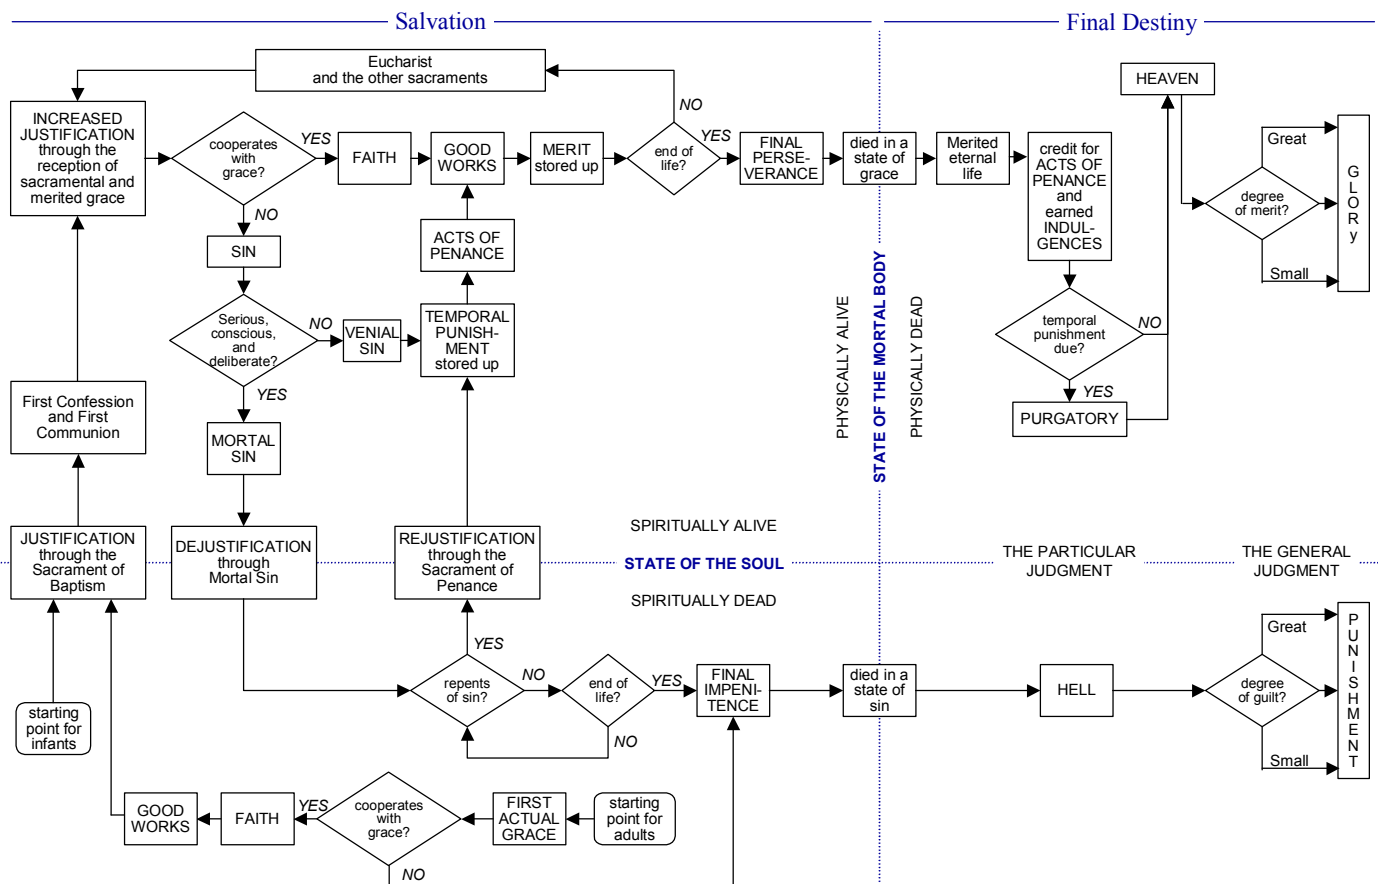 Salvation
Final Destiny
Eucharist
and the other sacraments
HEAVEN
INCREASED
JUSTIFICATION
through the
reception of
sacramental and
merited grace
cooperates
with
grace?
YES
NO
FAITH
GOOD
WORKS
MERIT
stored up
end of
life?
NO
YES
FINAL
PERSE-
VERANCE
died in a
state of
grace
Merited
eternal
life
credit for
ACTS OF
PENANCE
and
earned
INDUL-
GENCES
degree
of merit?
Great
Small
GLORy
SIN
ACTS OF
PENANCE
Serious,
conscious,
and
deliberate?
NO
YES
VENIAL
SIN
TEMPORAL
PUNISH-
MENT
stored up
PHYSICALLY ALIVE
STATE OF THE MORTAL BODY
PHYSICALLY DEAD
temporal
punishment
due?
NO
YES
PURGATORY
First Confession
and First
Communion
MORTAL
SIN
JUSTIFICATION
through the
Sacrament of
Baptism
DEJUSTIFICATION
through
Mortal Sin
REJUSTIFICATION
through the
Sacrament of
Penance
SPIRITUALLY ALIVE
STATE OF THE SOUL
SPIRITUALLY DEAD
THE PARTICULAR
JUDGMENT
THE GENERAL
JUDGMENT
starting
point for
infants
repents
of sin?
YES
NO
end of
life?
YES
NO
FINAL
IMPENI-
TENCE
died in a
state of
sin
HELL
degree
of guilt?
Great
Small
PUNISHMENT
GOOD
WORKS
FAITH
YES
cooperates
with
grace?
NO
FIRST
ACTUAL
GRACE
starting
point for
adults